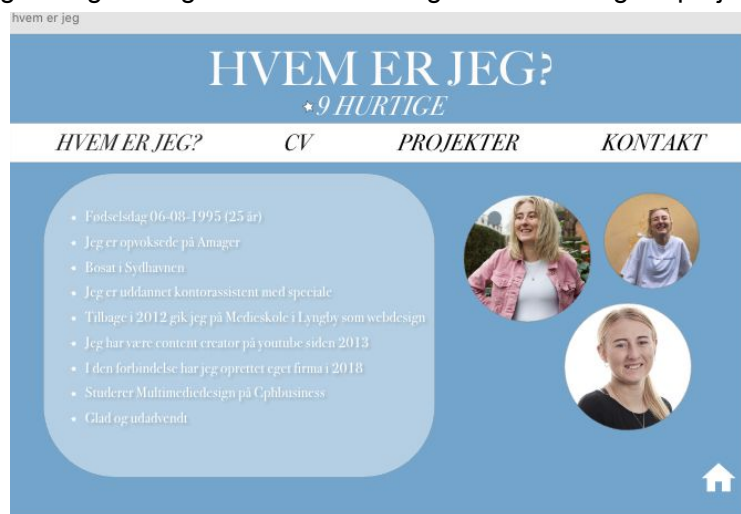 hvem er jeg
HVEM ER JEG?
9 HURTIGE
HVEM ER JEG? CV PROJEKTER KONTAKT
• Fødselsdag 06-08-1995 (25 år)
• Jeg er opvoksede på Amager
• Bosat i Sydhavnen
• Jeg er uddannet kontorassistent med speciale
• Tilbage i 2012 gik jeg på Medieskole i Lyngby som webdesign
• Jeg har være content creator på youtube siden 2013
• I den forbindelse har jeg oprettet eget firma i 2018
• Studerer Multimediedesign på Cphbusiness
• Glad og udadvendt